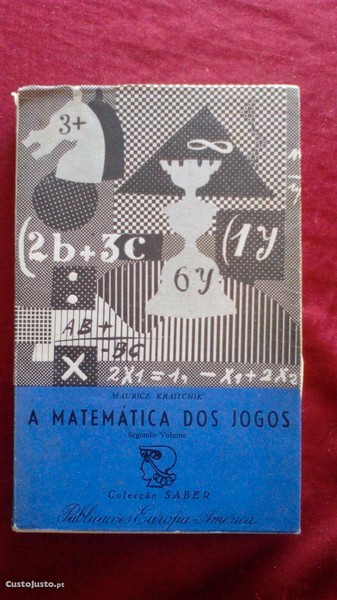 3+
∞
(2b+3c
(1y
6y
AB+
-BC
X
2X1=1, -X1+2X2
MAURICE KRAITCHIK
A MATEMÁTICA DOS JOGOS
Segundo Volume
Colecção SABER
Publicações Europa-América
CustoJusto.pt